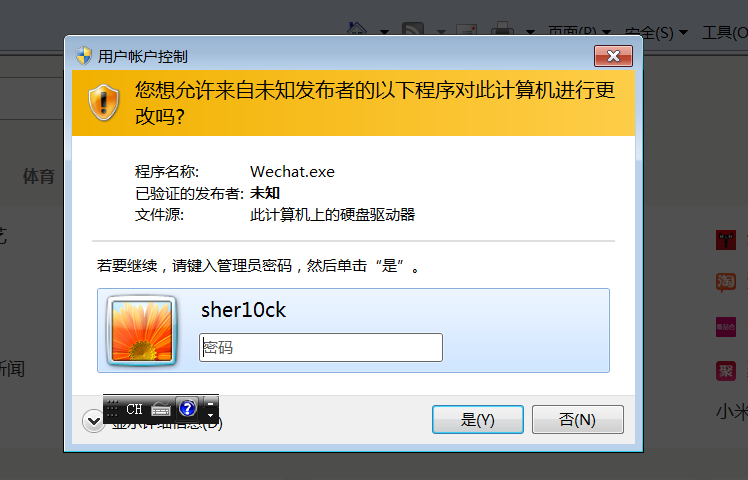 页面(P)
安全(S)
工具(O
用户帐户控制
您想允许来自未知发布者的以下程序对此计算机进行更
改吗?
程序名称: Wechat.exe
已验证的发布者: 未知
文件源: 此计算机上的硬盘驱动器
体育
艺
若要继续，请键入管理员密码，然后单击“是”。
sher10ck
密码
淘
聚
新闻
小米
CH
显示详细信息(D)
是(Y)
否(N)